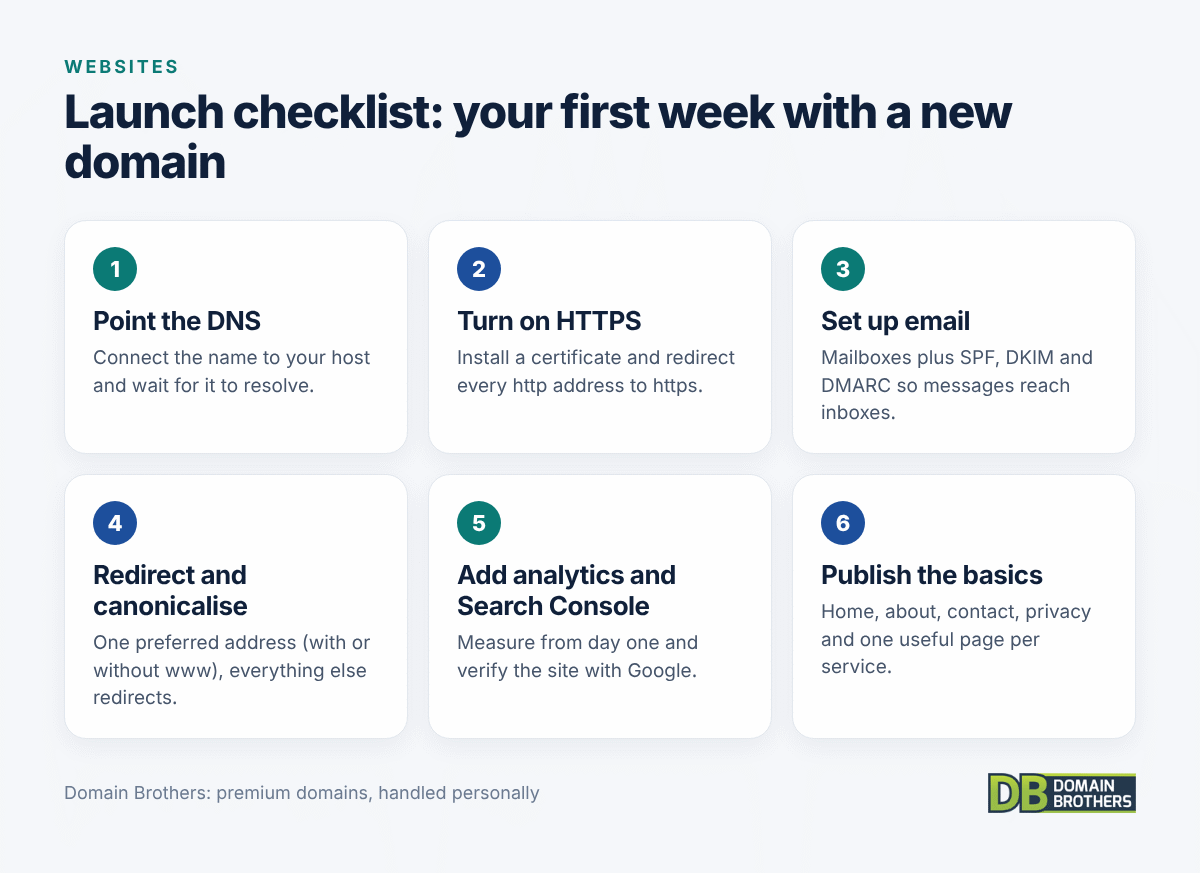 WEBSITES
Launch checklist: your first week with a new
domain
1
Point the DNS
Connect the name to your host
and wait for it to resolve.
2
Turn on HTTPS
Install a certificate and redirect
every http address to https.
3
Set up email
Mailboxes plus SPF, DKIM and
DMARC so messages reach
inboxes.
4
Redirect and
canonicalise
One preferred address (with or
without www), everything else
redirects.
5
Add analytics and
Search Console
Measure from day one and
verify the site with Google.
6
Publish the basics
Home, about, contact, privacy
and one useful page per
service.
Domain Brothers: premium domains, handled personally
DB DOMAIN
BROTHERS